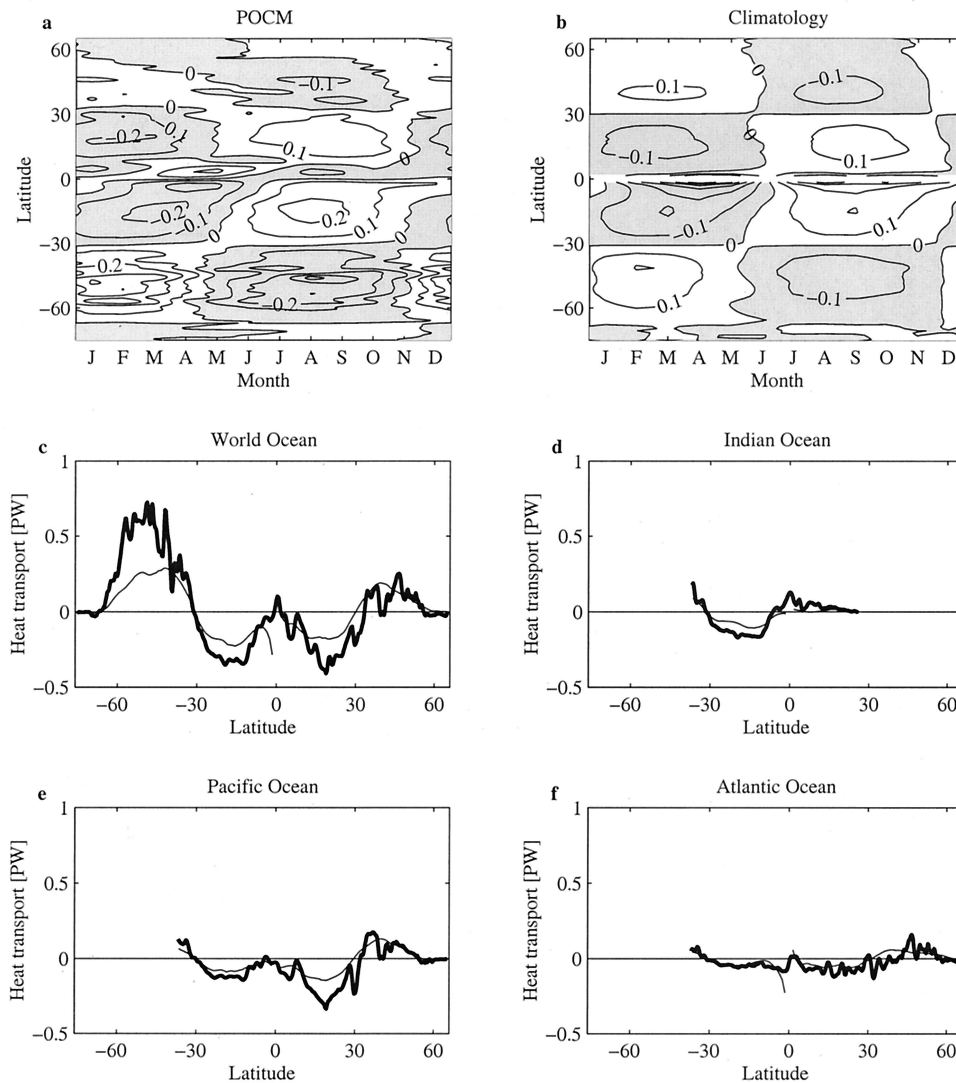 a POCM
60
30
0
−30
−60
Latitude
0
−0.1
0
−0.2
0.1
0.1
0
−0.2
−0.1
0
0.2
0.1
0
0.2
−0.2
J F M A M J J A S O N D
Month
b Climatology
60
30
0
−30
−60
Latitude
0.1
0
−0.1
0
−0.1
0.1
−0.1
0
0.1
0
0.1
−0.1
J F M A M J J A S O N D
Month
c World Ocean
1
0.5
0
−0.5
Heat transport [PW]
−60 −30 0 30 60
Latitude
d Indian Ocean
1
0.5
0
−0.5
Heat transport [PW]
−60 −30 0 30 60
Latitude
e Pacific Ocean
1
0.5
0
−0.5
Heat transport [PW]
−60 −30 0 30 60
Latitude
f Atlantic Ocean
1
0.5
0
−0.5
Heat transport [PW]
−60 −30 0 30 60
Latitude